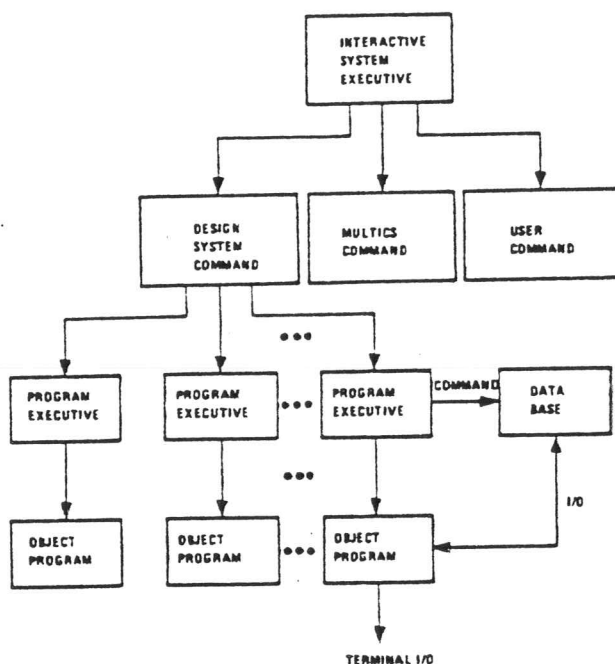 INTERACTIVE
SYSTEM
EXECUTIVE
DESIGN
SYSTEM
COMMAND
MULTICS
COMMAND
USER
COMMAND
PROGRAM
EXECUTIVE
PROGRAM
EXECUTIVE
PROGRAM
EXECUTIVE
COMMAND
DATA
BASE
I/O
OBJECT
PROGRAM
OBJECT
PROGRAM
OBJECT
PROGRAM
TERMINAL I/O